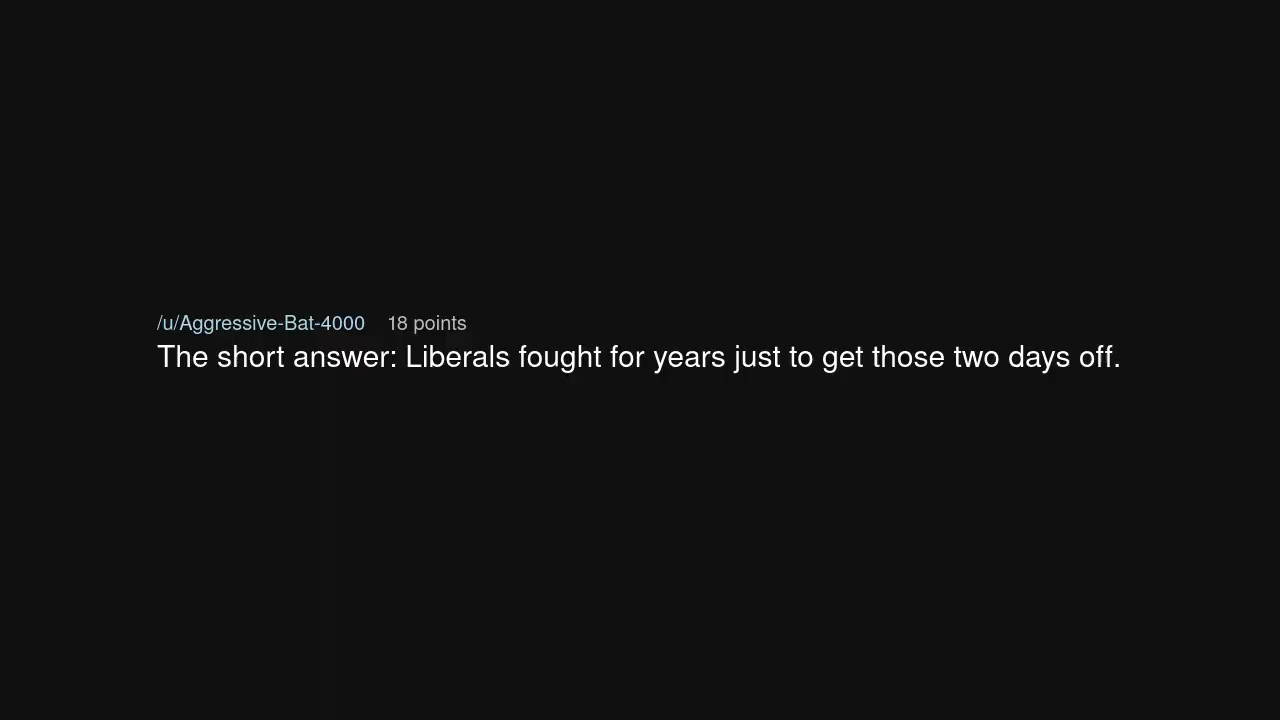 /u/Aggressive-Bat-4000 18 points
The short answer: Liberals fought for years just to get those two days off.